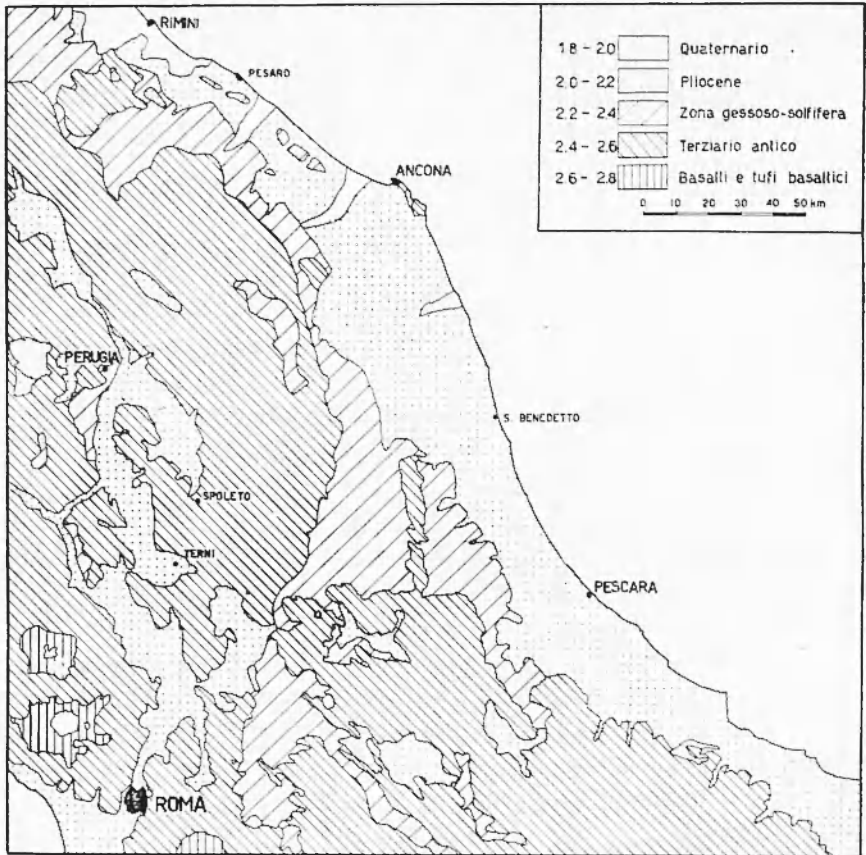 RIMINI
PESARO
ANCONA
PERUGIA
S. BENEDETTO
SPOLETO
TERNI
PESCARA
ROMA
1.8 - 2.0 Quaternario
2.0 - 2.2 Pliocene
2.2 - 2.4 Zona gessoso-solfifera
2.4 - 2.6 Terziario antico
2.6 - 2.8 Basalti e tufi basaltici
0 10 20 30 40 50 km